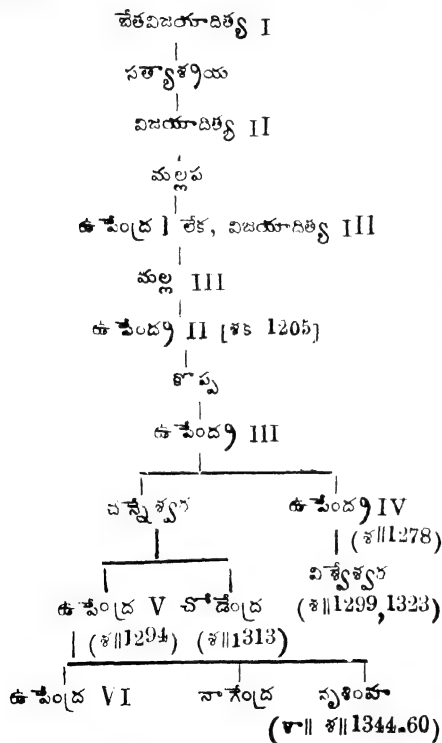 బేతవిజయాదిత్య I
సత్యాశ్రయ
విజయాదిత్య II
మల్లప
ఉపేంద్ర I లేక, విజయాదిత్య III
మల్ల III
ఉపేంద్ర II [శక 1205]
కొప్ప
ఉపేంద్ర III
చన్నేశ్వర ఉపేంద్ర IV
(శ॥1278)
విశ్వేశ్వర
ఉపేంద్ర V చోడేంద్ర (శ॥1299,1323)
(శ॥1294) (శ॥1313)
ఉపేంద్ర VI నాగేంద్ర నృశింహ
(శా॥ శ॥1344-60)